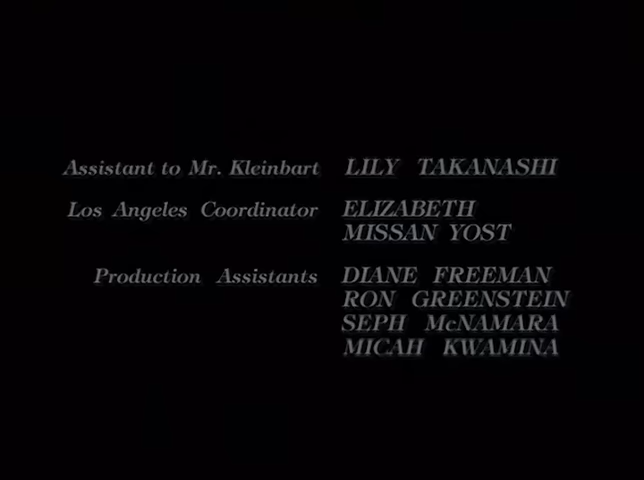 Assistant to Mr. Kleinbart LILY TAKANASHI
Los Angeles Coordinator ELIZABETH
MISSAN YOST
Production Assistants DIANE FREEMAN
RON GREENSTEIN
SEPH McNAMARA
MICAH KWAMINA